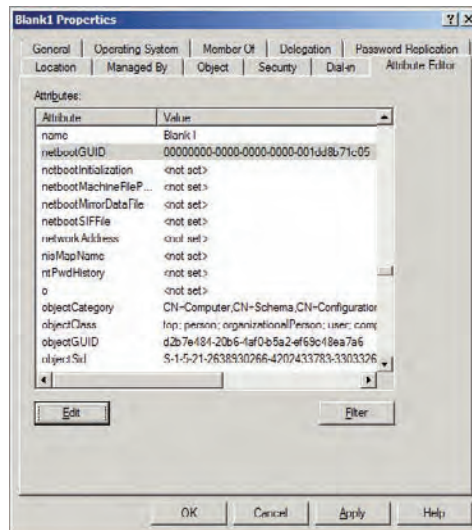 Blank1 Properties
General Operating System Member Of Delegation Password Replication
Location Managed By Object Security Dial-in Attribute Editor
Attributes:
Attribute Value
name Blank1
netbootGUID 00000000-0000-0000-0000-001dd8b71c05
netbootInitialization <not set>
netbootMachineFileP... <not set>
netbootMirrorDataFile <not set>
netbootSIFFile <not set>
networkAddress <not set>
nisMapName <not set>
ntPwdHistory <not set>
o <not set>
objectCategory CN=Computer,CN=Schema,CN=Configuration
objectClass top; person; organizationalPerson; user; comp
objectGUID d2b7e484-20b6-4af0-b5a2-ef69c48ea7a6
objectSid S-1-5-21-2638930266-4202433783-3303326
Edit Filter
OK Cancel Apply Help